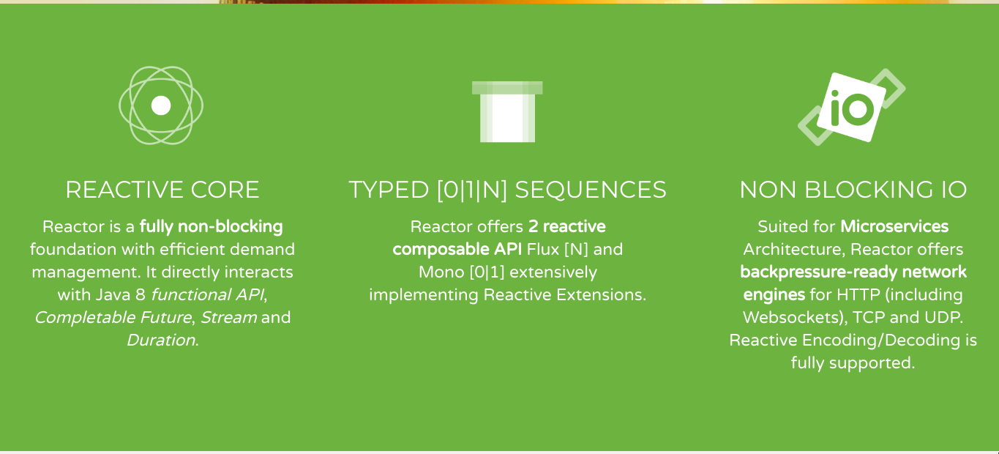 iO
REACTIVE CORE
Reactor is a fully non-blocking
foundation with efficient demand
management. It directly interacts
with Java 8 functional API,
Completable Future, Stream and
Duration.
TYPED [0|1|N] SEQUENCES
Reactor offers 2 reactive
composable API Flux [N] and
Mono [0|1] extensively
implementing Reactive Extensions.
NON BLOCKING IO
Suited for Microservices
Architecture, Reactor offers
backpressure-ready network
engines for HTTP (including
Websockets), TCP and UDP.
Reactive Encoding/Decoding is
fully supported.